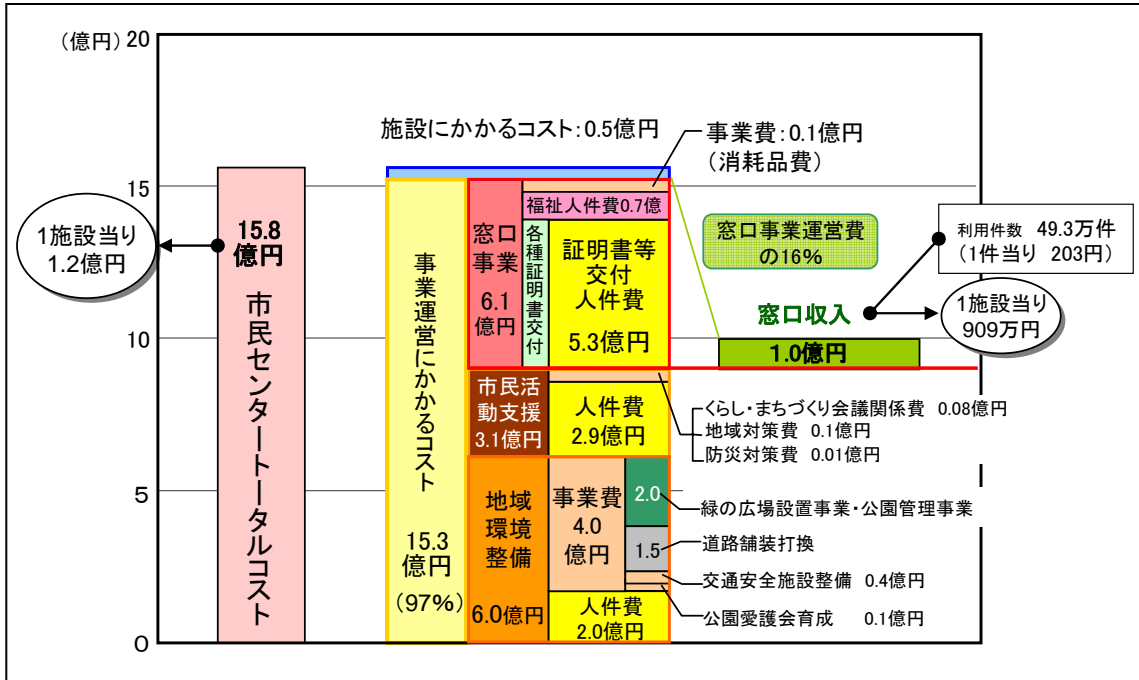 (億円)
20
15
10
5
0
1施設当り
1.2億円
15.8
億円
市民センタートータルコスト
施設にかかるコスト：0.5億円
事業運営にかかるコスト
15.3
億円
(97%)
窓口
事業
6.1
億円
各種証明書交付
福祉人件費0.7億
証明書等
交付
人件費
5.3億円
事業費：0.1億円
(消耗品費)
市民活
動支援
3.1億円
人件費
2.9億円
地域
環境
整備
6.0億円
事業費
4.0
億円
2.0
1.5
人件費
2.0億円
窓口事業運営費
の16%
窓口収入
1.0億円
利用件数 49.3万件
(1件当り 203円)
1施設当り
909万円
くらし・まちづくり会議関係費 0.08億円
地域対策費 0.1億円
防災対策費 0.01億円
緑の広場設置事業・公園管理事業
道路舗装打換
交通安全施設整備 0.4億円
公園愛護会育成 0.1億円